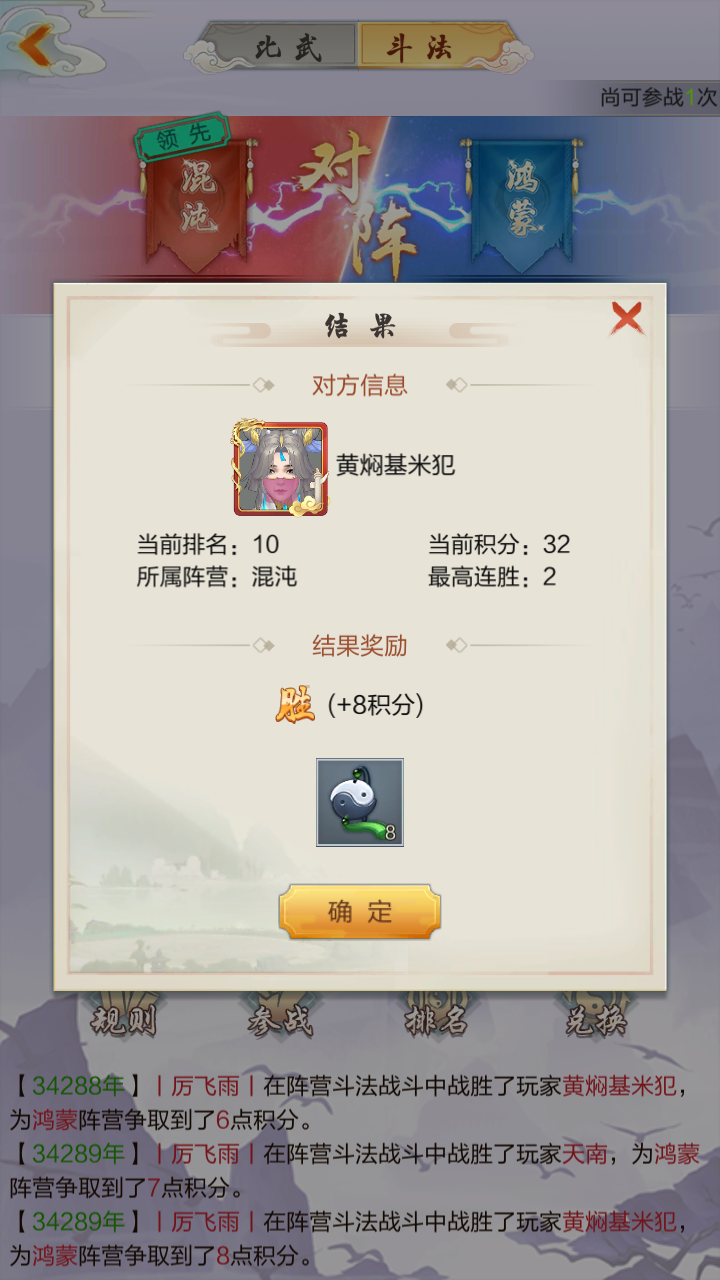 比武
斗法
尚可参战1次
领先
混沌
对阵
鸿蒙
结果
对方信息
黄焖基米犯
当前排名：10
当前积分：32
所属阵营：混沌
最高连胜：2
结果奖励
胜 (+8积分)
8
确定
规则
参战
排名
兑换
【34288年】丨厉飞雨丨在阵营斗法战斗中战胜了玩家黄焖基米犯，
为鸿蒙阵营争取到了6点积分。
【34289年】丨厉飞雨丨在阵营斗法战斗中战胜了玩家天南，为鸿蒙
阵营争取到了7点积分。
【34289年】丨厉飞雨丨在阵营斗法战斗中战胜了玩家黄焖基米犯，
为鸿蒙阵营争取到了8点积分。